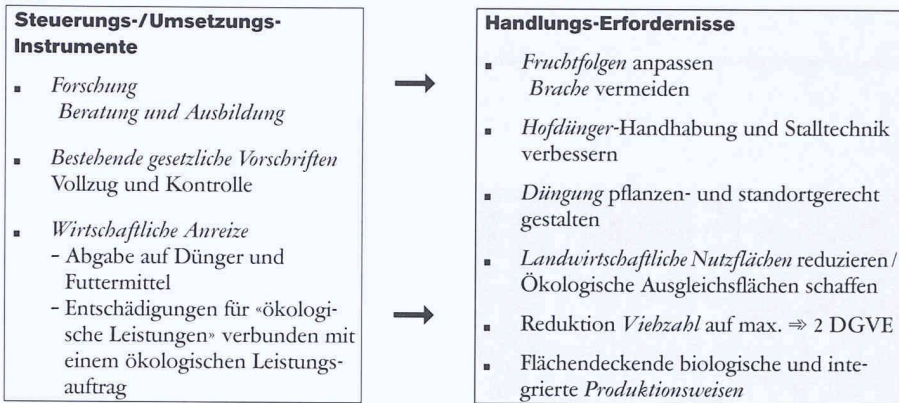 Steuerungs-/Umsetzungs-
Instrumente
▪ Forschung
Beratung und Ausbildung
▪ Bestehende gesetzliche Vorschriften
Vollzug und Kontrolle
▪ Wirtschaftliche Anreize
– Abgabe auf Dünger und
Futtermittel
– Entschädigungen für «ökologi-
sche Leistungen» verbunden mit
einem ökologischen Leistungs-
auftrag
→
→
Handlungs-Erfordernisse
▪ Fruchtfolgen anpassen
Brache vermeiden
▪ Hofdünger-Handhabung und Stalltechnik
verbessern
▪ Düngung pflanzen- und standortgerecht
gestalten
▪ Landwirtschaftliche Nutzflächen reduzieren/
Ökologische Ausgleichsflächen schaffen
▪ Reduktion Viehzahl auf max. ⇒ 2 DGVE
▪ Flächendeckende biologische und inte-
grierte Produktionsweisen